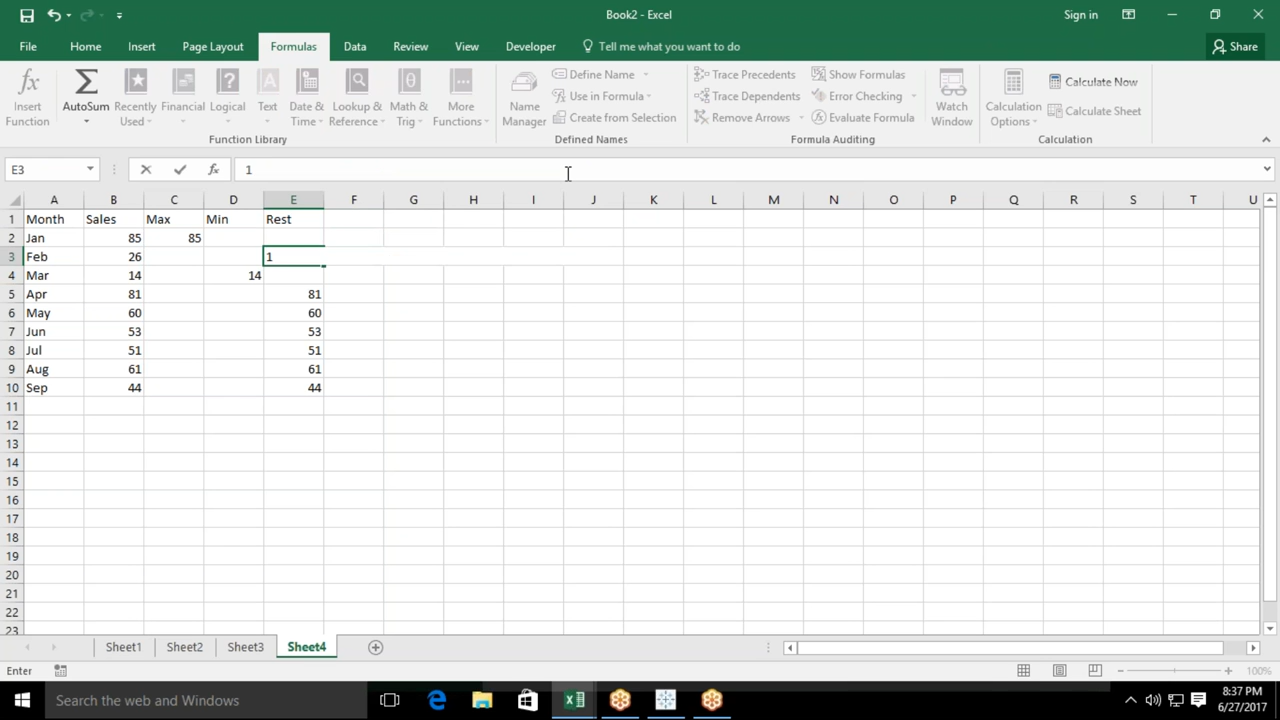 Book2 - Excel
Sign in
File Home Insert Page Layout Formulas Data Review View Developer Tell me what you want to do Share
Insert Function
AutoSum
Recently Used
Financial
Logical
Text
Date & Time
Lookup & Reference
Math & Trig
More Functions
Function Library
Name Manager
Define Name
Use in Formula
Create from Selection
Defined Names
Trace Precedents
Trace Dependents
Remove Arrows
Show Formulas
Error Checking
Evaluate Formula
Formula Auditing
Watch Window
Calculation Options
Calculate Now
Calculate Sheet
Calculation
E3 fx 1
A B C D E F G H I J K L M N O P Q R S T U
1 Month Sales Max Min Rest
2 Jan 85 85
3 Feb 26 1
4 Mar 14 14
5 Apr 81 81
6 May 60 60
7 Jun 53 53
8 Jul 51 51
9 Aug 61 61
10 Sep 44 44
11
12
13
14
15
16
17
18
19
20
21
22
23
Sheet1 Sheet2 Sheet3 Sheet4
Enter 100%
Search the web and Windows
8:37 PM
6/27/2017